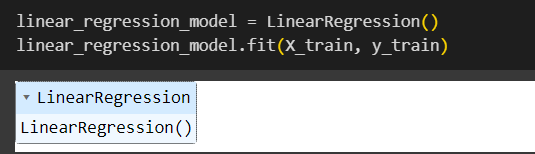 linear_regression_model = LinearRegression()
linear_regression_model.fit(X_train, y_train)
LinearRegression
LinearRegression()